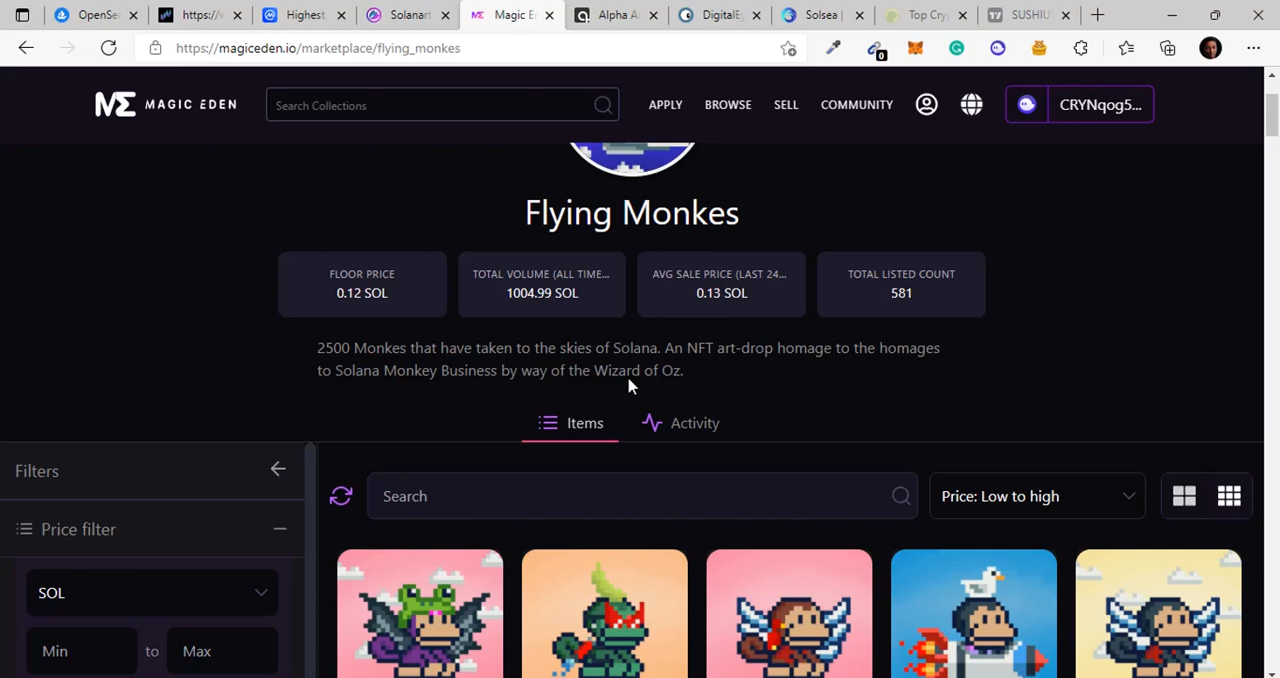 OpenSea
https://w
Highest
Solanart
Magic E
Alpha A
DigitalEy
Solsea |
Top Cry
SUSHIU
https://magiceden.io/marketplace/flying_monkes
0
MAGIC EDEN
Search Collections
APPLY
BROWSE
SELL
COMMUNITY
CRYNqog5...
Flying Monkes
FLOOR PRICE
0.12 SOL
TOTAL VOLUME (ALL TIME...
1004.99 SOL
AVG SALE PRICE (LAST 24...
0.13 SOL
TOTAL LISTED COUNT
581
2500 Monkes that have taken to the skies of Solana. An NFT art-drop homage to the homages
to Solana Monkey Business by way of the Wizard of Oz.
Items
Activity
Filters
Search
Price: Low to high
Price filter
SOL
Min
to
Max